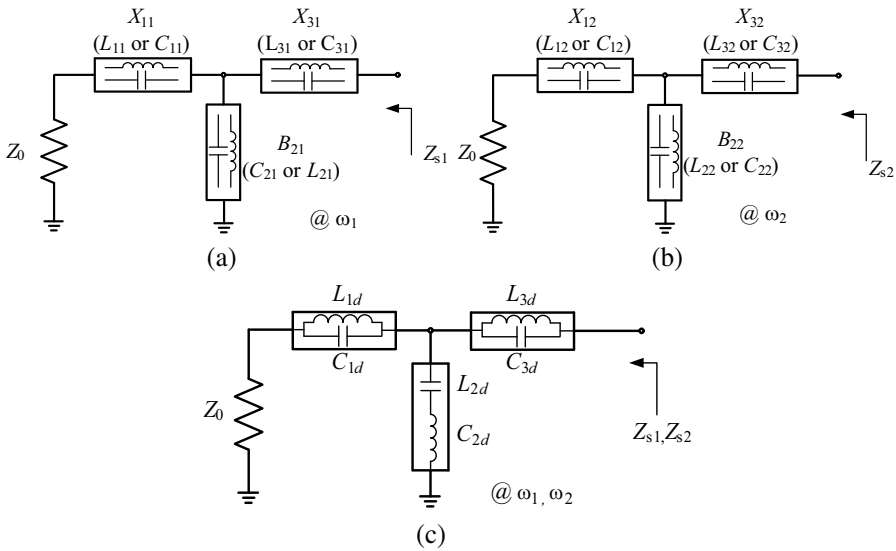 X₁₁
(L₁₁ or C₁₁)
X₃₁
(L₃₁ or C₃₁)
Z₀
B₂₁
(C₂₁ or L₂₁)
Zₛ₁
@ ω₁
(a)
X₁₂
(L₁₂ or C₁₂)
X₃₂
(L₃₂ or C₃₂)
Z₀
B₂₂
(L₂₂ or C₂₂)
Zₛ₂
@ ω₂
(b)
L1d
L3d
C1d
C3d
Z₀
L2d
C2d
Zₛ₁,Zₛ₂
@ ω₁, ω₂
(c)